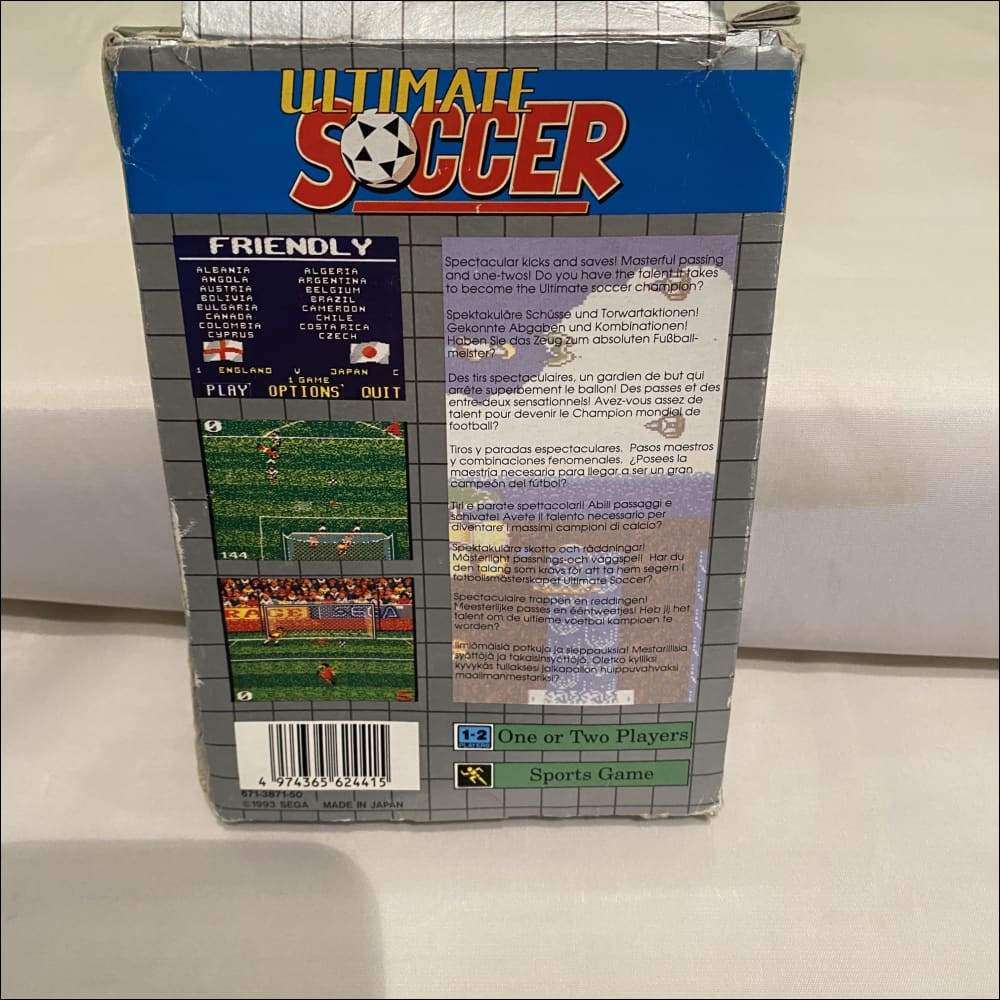 ULTIMATE
SOCCER
FRIENDLY
ALBANIA ALGERIA
ANGOLA ARGENTINA
AUSTRIA BELGIUM
BOLIVIA BRAZIL
BULGARIA CAMEROON
CANADA CHILE
COLOMBIA COSTA RICA
CYPRUS CZECH
1 ENGLAND V JAPAN C
1 GAME
PLAY OPTIONS QUIT
0 4
144
RAGE SEGA
0 5
Spectacular kicks and saves! Masterful passing
and one-twos! Do you have the talent it takes
to become the Ultimate soccer champion?
Spektakuläre Schüsse und Torwartaktionen!
Gekonnte Abgaben und Kombinationen!
Haben Sie das Zeug zum absoluten Fußball-
meister?
Des tirs spectaculaires, un gardien de but qui
arrête superbement le ballon! Des passes et des
entre-deux sensationnels! Avez-vous assez de
talent pour devenir le Champion mondial de
football?
Tiros y paradas espectaculares. Pasos maestros
y combinaciones fenomenales. ¿Posees la
maestría necesaria para llegar a ser un gran
campeón del fútbol?
Tiri e parate spettacolari! Abili passaggi e
schivate! Avete il talento necessario per
diventare i massimi campioni di calcio?
Spektakulära skott och räddningar!
Mästerligt passnings-och väggspel! Har du
den talang som krävs för att ta hem segern i
fotbollsmästerskapet Ultimate Soccer?
Spectaculaire trappen en reddingen!
Meesterlijke passes en ééntweetjes! Heb jij het
talent om de ultieme voetbal kampioen te
worden?
Ilmiömäisiä potkuja ja sieppauksia! Mestarillisia
syöttöjä ja takaisinsyöttöjä. Oletko kylliksi
kyvykäs tullaksesi jalkapallon huippuvahvaksi
maailmanmestariksi?
1-2 PLAYERS One or Two Players
Sports Game
4 974365 624415
671-3871-50
©1993 SEGA MADE IN JAPAN